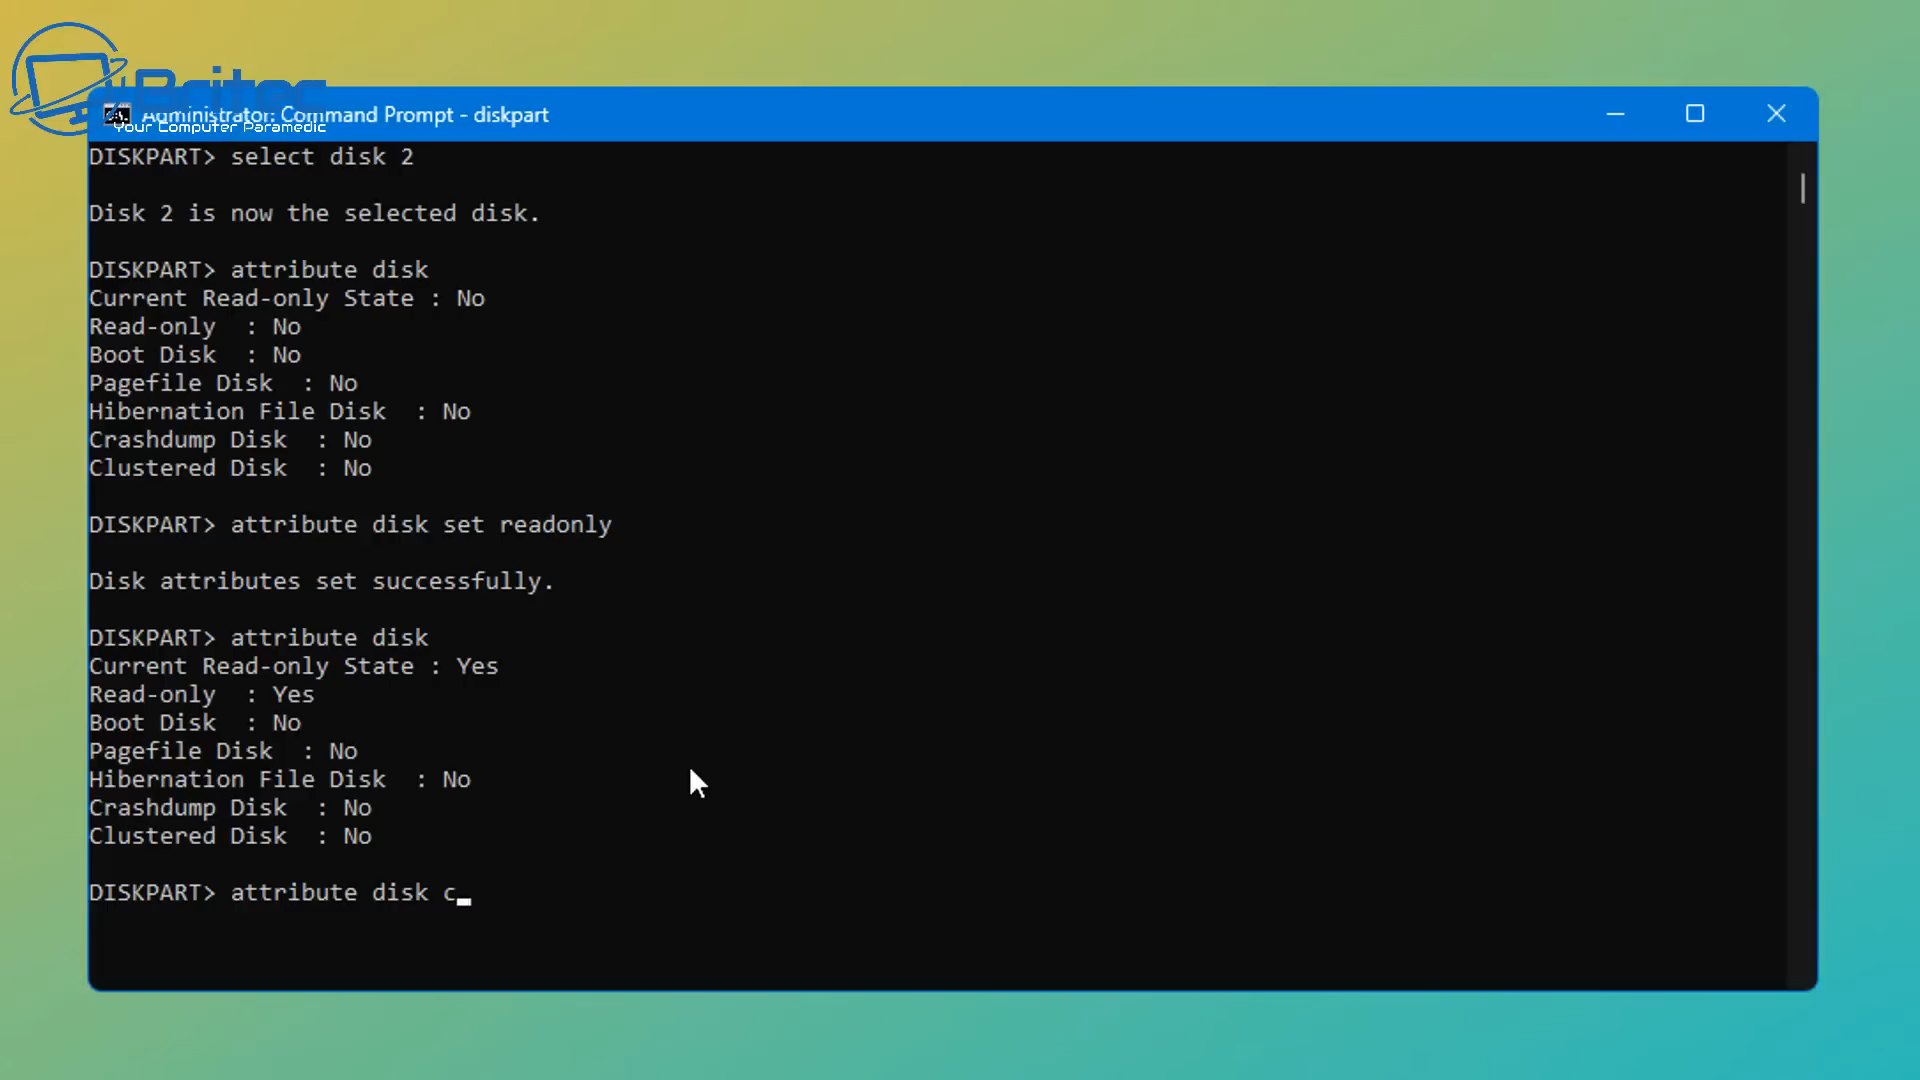 Britec
Your Computer Paramedic
Administrator: Command Prompt - diskpart
DISKPART> select disk 2
Disk 2 is now the selected disk.
DISKPART> attribute disk
Current Read-only State : No
Read-only  : No
Boot Disk  : No
Pagefile Disk  : No
Hibernation File Disk  : No
Crashdump Disk  : No
Clustered Disk  : No
DISKPART> attribute disk set readonly
Disk attributes set successfully.
DISKPART> attribute disk
Current Read-only State : Yes
Read-only  : Yes
Boot Disk  : No
Pagefile Disk  : No
Hibernation File Disk  : No
Crashdump Disk  : No
Clustered Disk  : No
DISKPART> attribute disk c